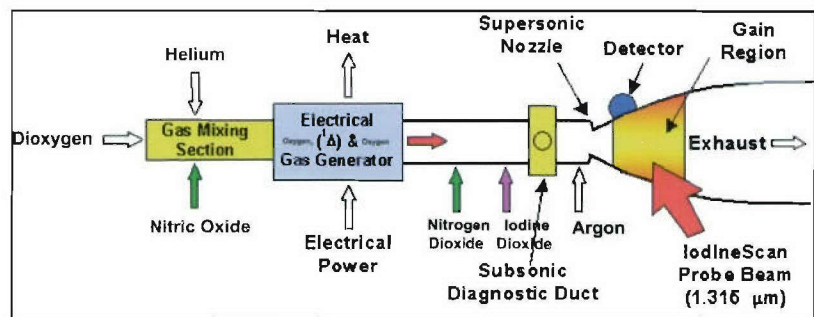 Helium
Heat
Supersonic
Nozzle
Detector
Gain
Region
Dioxygen
Gas Mixing
Section
Electrical
Oxygen, (¹Δ) & Oxygen
Gas Generator
Exhaust
Nitric Oxide
Electrical
Power
Nitrogen
Dioxide
Iodine
Dioxide
Argon
Subsonic
Diagnostic Duct
IodIneScan
Probe Beam
(1.315 µm)